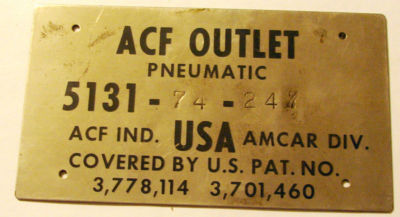 ACF OUTLET
PNEUMATIC
5131-74-247
ACF IND. USA AMCAR DIV.
COVERED BY U.S. PAT. NO.
3,778,114 3,701,460